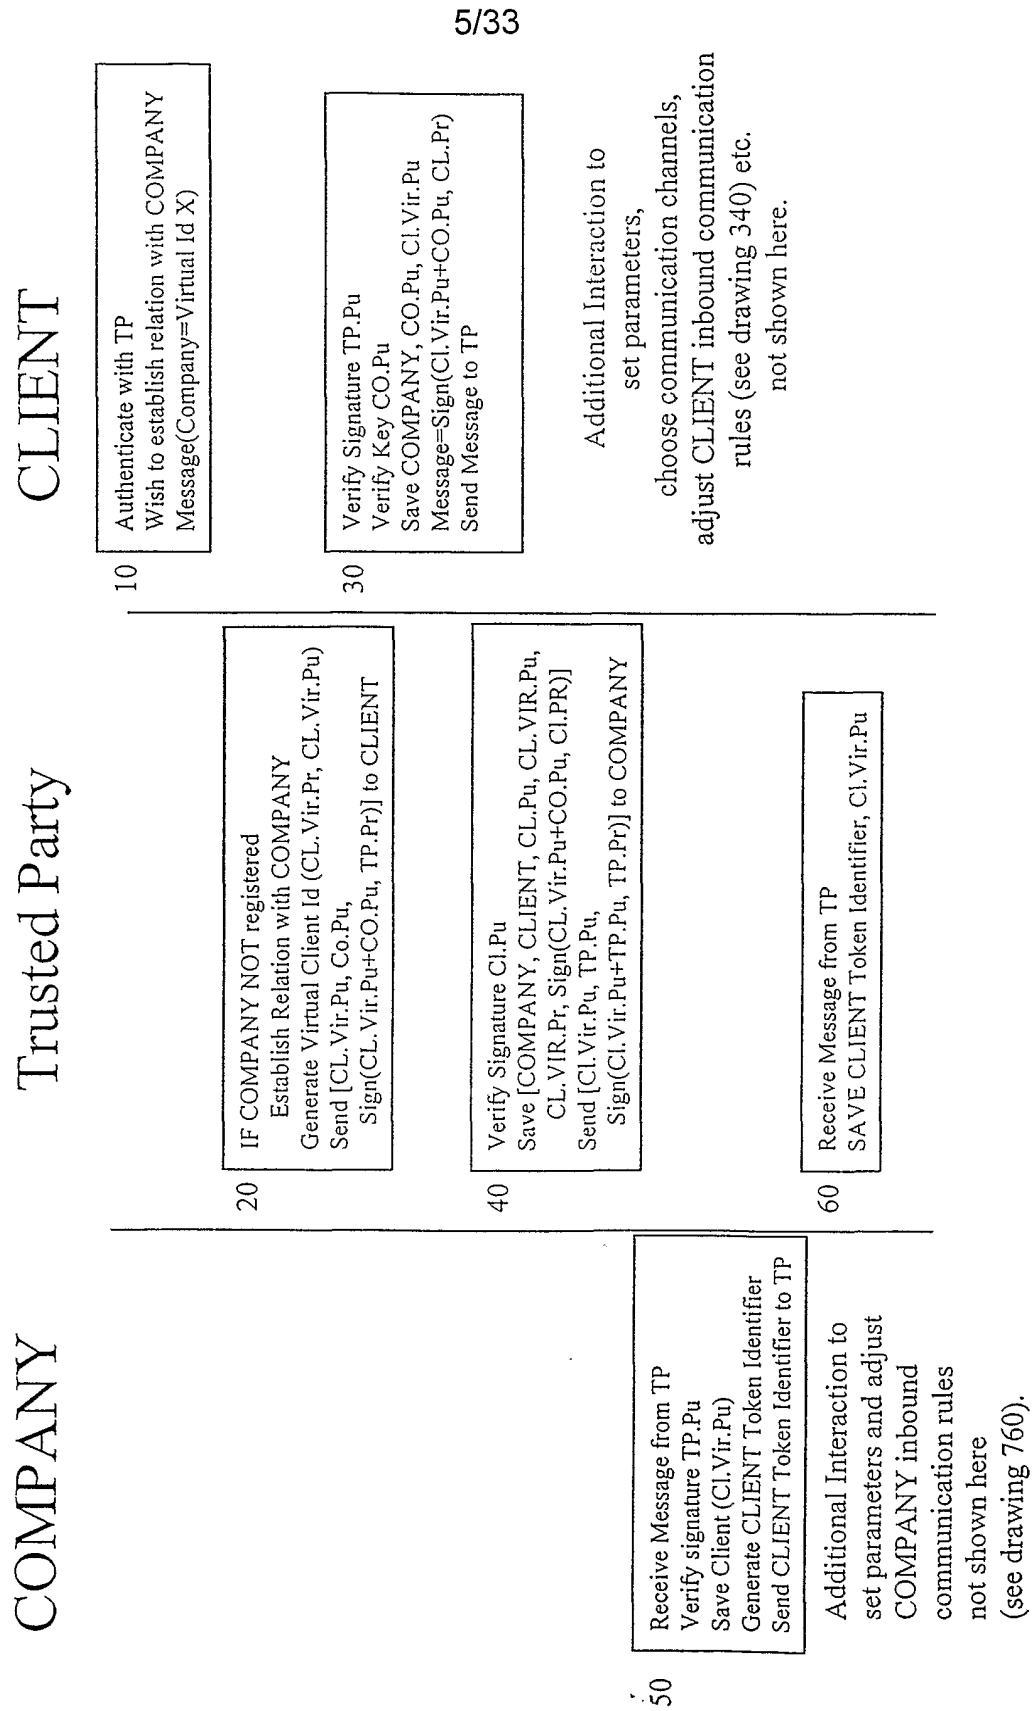 5/33
COMPANY
Trusted Party
CLIENT
10
Authenticate with TP
Wish to establish relation with COMPANY
Message(Company=Virtual Id X)
20
IF COMPANY NOT registered
Establish Relation with COMPANY
Generate Virtual Client Id (CL.Vir.Pr, CL.Vir.Pu)
Send [CL.Vir.Pu, Co.Pu,
Sign(CL.Vir.Pu+CO.Pu, TP.Pr)] to CLIENT
30
Verify Signature TP.Pu
Verify Key CO.Pu
Save COMPANY, CO.Pu, Cl.Vir.Pu
Message=Sign(Cl.Vir.Pu+CO.Pu, CL.Pr)
Send Message to TP
40
Verify Signature Cl.Pu
Save [COMPANY, CLIENT, CL.Pu, CL.VIR.Pu,
CL.VIR.Pr, Sign(CL.Vir.Pu+CO.Pu, Cl.PR)]
Send [Cl.Vir.Pu, TP.Pu,
Sign(Cl.Vir.Pu+TP.Pu, TP.Pr)] to COMPANY
50
Receive Message from TP
Verify signature TP.Pu
Save Client (Cl.Vir.Pu)
Generate CLIENT Token Identifier
Send CLIENT Token Identifier to TP
60
Receive Message from TP
SAVE CLIENT Token Identifier, Cl.Vir.Pu
Additional Interaction to
set parameters,
choose communication channels,
adjust CLIENT inbound communication
rules (see drawing 340) etc.
not shown here.
Additional Interaction to
set parameters and adjust
COMPANY inbound
communication rules
not shown here
(see drawing 760).